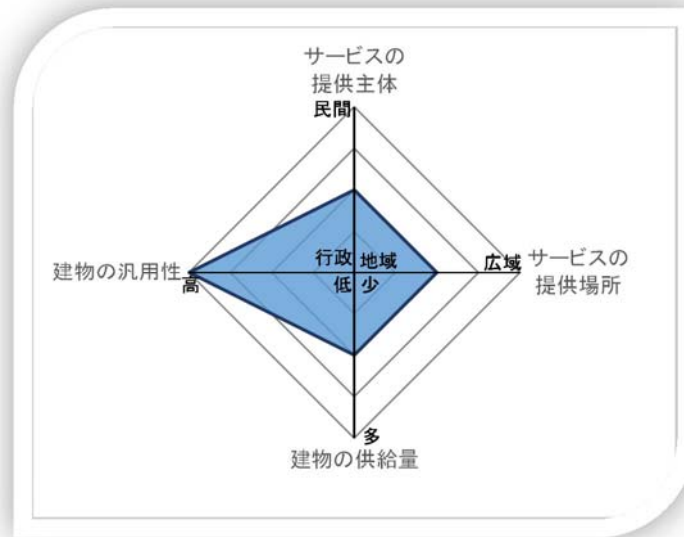 サービスの
提供主体
民間
建物の汎用性
高
行政
地域
低
少
広域
サービスの
提供場所
多
建物の供給量